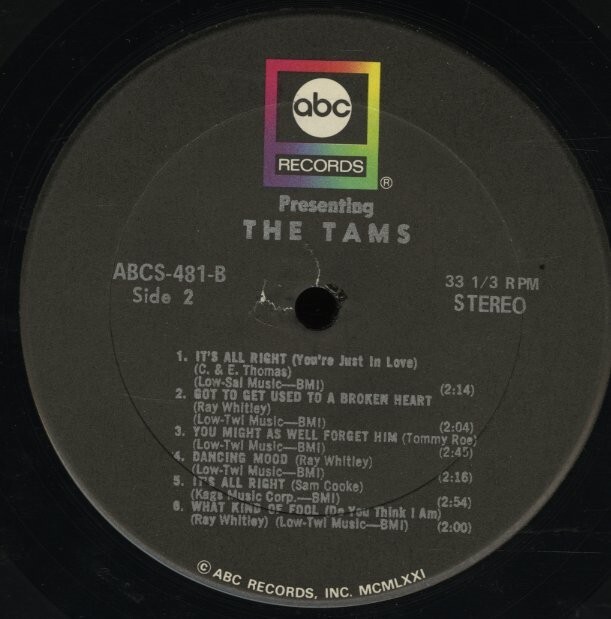 abc
RECORDS
®
Presenting
THE TAMS
ABCS-481-B
Side 2
33 1/3 RPM
STEREO
1. IT'S ALL RIGHT (You're Just In Love)
(C. & E. Thomas)
(Low-Sal Music—BMI) (2:14)
2. GOT TO GET USED TO A BROKEN HEART
(Ray Whitley)
(Low-Twi Music—BMI) (2:04)
3. YOU MIGHT AS WELL FORGET HIM (Tommy Roe)
(Low-Twi Music—BMI) (2:45)
4. DANCING MOOD (Ray Whitley)
(Low-Twi Music—BMI) (2:16)
5. IT'S ALL RIGHT (Sam Cooke)
(Kags Music Corp.—BMI) (2:54)
6. WHAT KIND OF FOOL (Do You Think I Am)
(Ray Whitley) (Low-Twi Music—BMI) (2:00)
© ABC RECORDS, INC. MCMLXXI